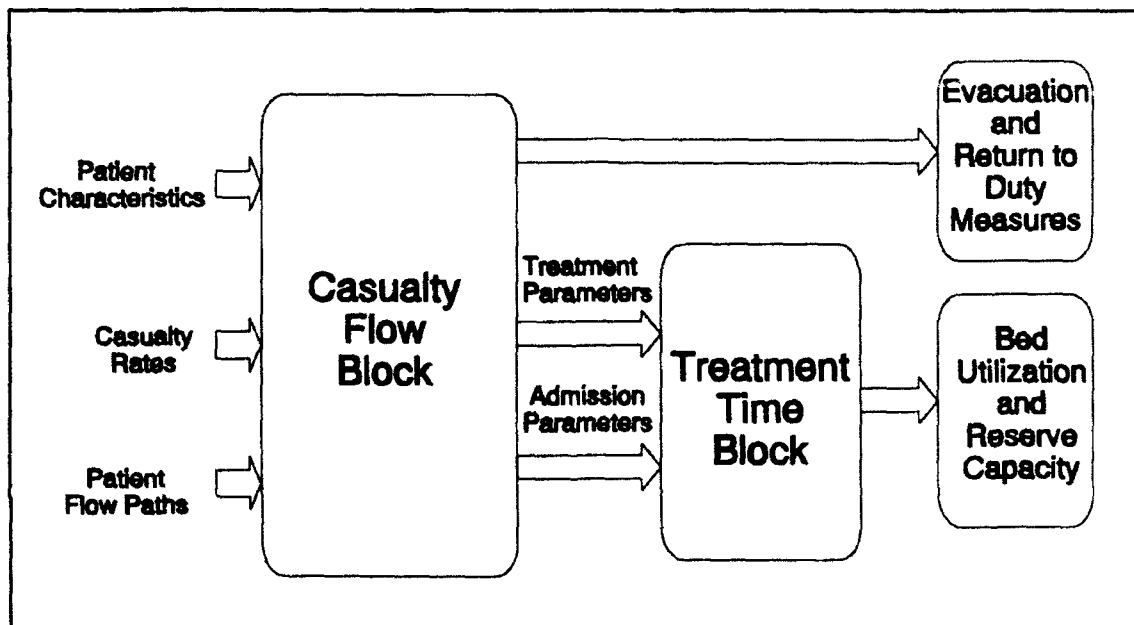 Patient
Characteristics
Casualty
Rates
Patient
Flow Paths
Casualty
Flow
Block
Treatment
Parameters
Admission
Parameters
Treatment
Time
Block
Evacuation
and
Return to
Duty
Measures
Bed
Utilization
and
Reserve
Capacity